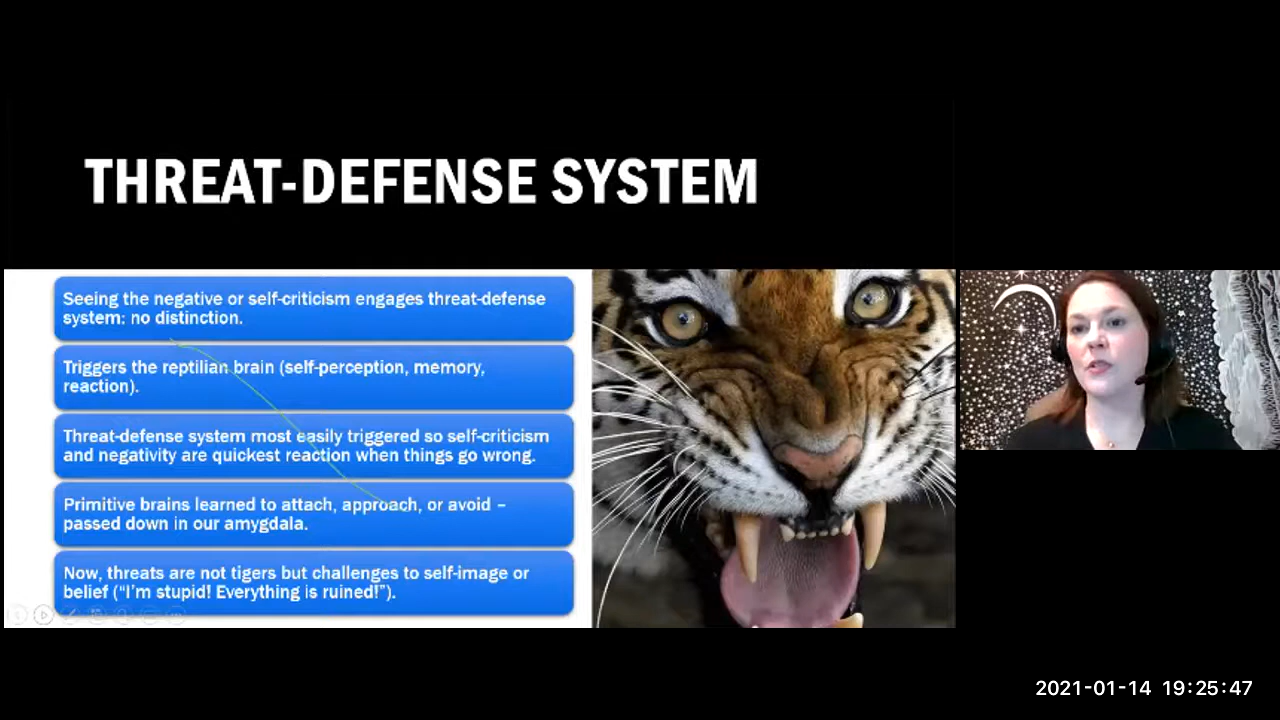 THREAT-DEFENSE SYSTEM
Seeing the negative or self-criticism engages threat-defense
system: no distinction.
Triggers the reptilian brain (self-perception, memory,
reaction).
Threat-defense system most easily triggered so self-criticism
and negativity are quickest reaction when things go wrong.
Primitive brains learned to attach, approach, or avoid –
passed down in our amygdala.
Now, threats are not tigers but challenges to self-image or
belief (“I’m stupid! Everything is ruined!”).
2021-01-14 19:25:47